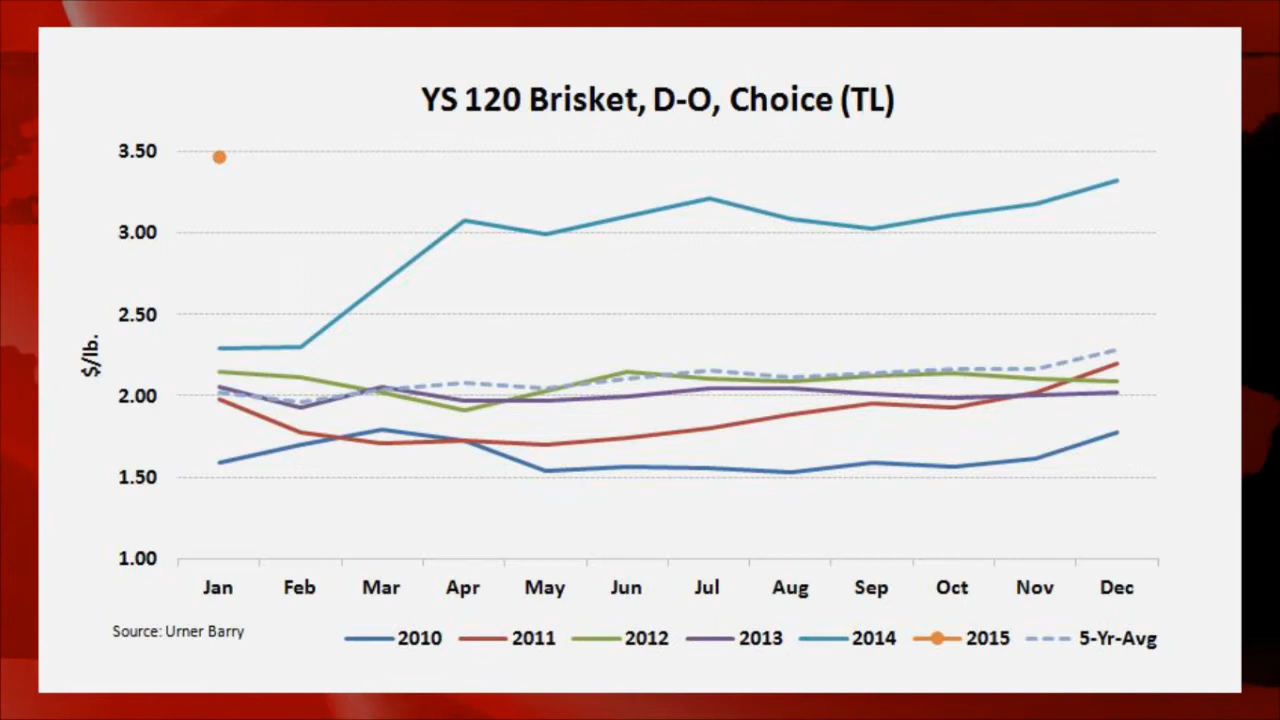 YS 120 Brisket, D-O, Choice (TL)
3.50
3.00
2.50
2.00
1.50
1.00
$/lb.
Jan Feb Mar Apr May Jun Jul Aug Sep Oct Nov Dec
Source: Urner Barry
2010 2011 2012 2013 2014 2015 5-Yr-Avg